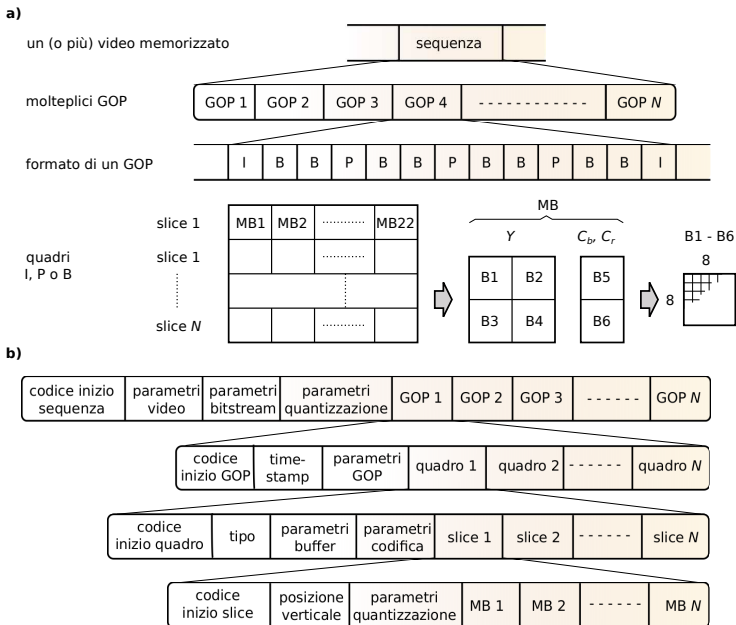 a)
un (o più) video memorizzato
sequenza
molteplici GOP
GOP 1 GOP 2 GOP 3 GOP 4 GOP N
formato di un GOP
I B B P B B P B B P B B I
MB
slice 1 MB1 MB2 MB22
Y Cb, Cr B1 - B6
quadri
I, P o B
slice 1
8
B1 B2 B5
8
B3 B4 B6
slice N
b)
codice inizio
sequenza
parametri
video
parametri
bitstream
parametri
quantizzazione
GOP 1 GOP 2 GOP 3 GOP N
codice
inizio GOP
time-
stamp
parametri
GOP
quadro 1 quadro 2 quadro N
codice
inizio quadro
tipo
parametri
buffer
parametri
codifica
slice 1 slice 2 slice N
codice
inizio slice
posizione
verticale
parametri
quantizzazione
MB 1 MB 2 MB N